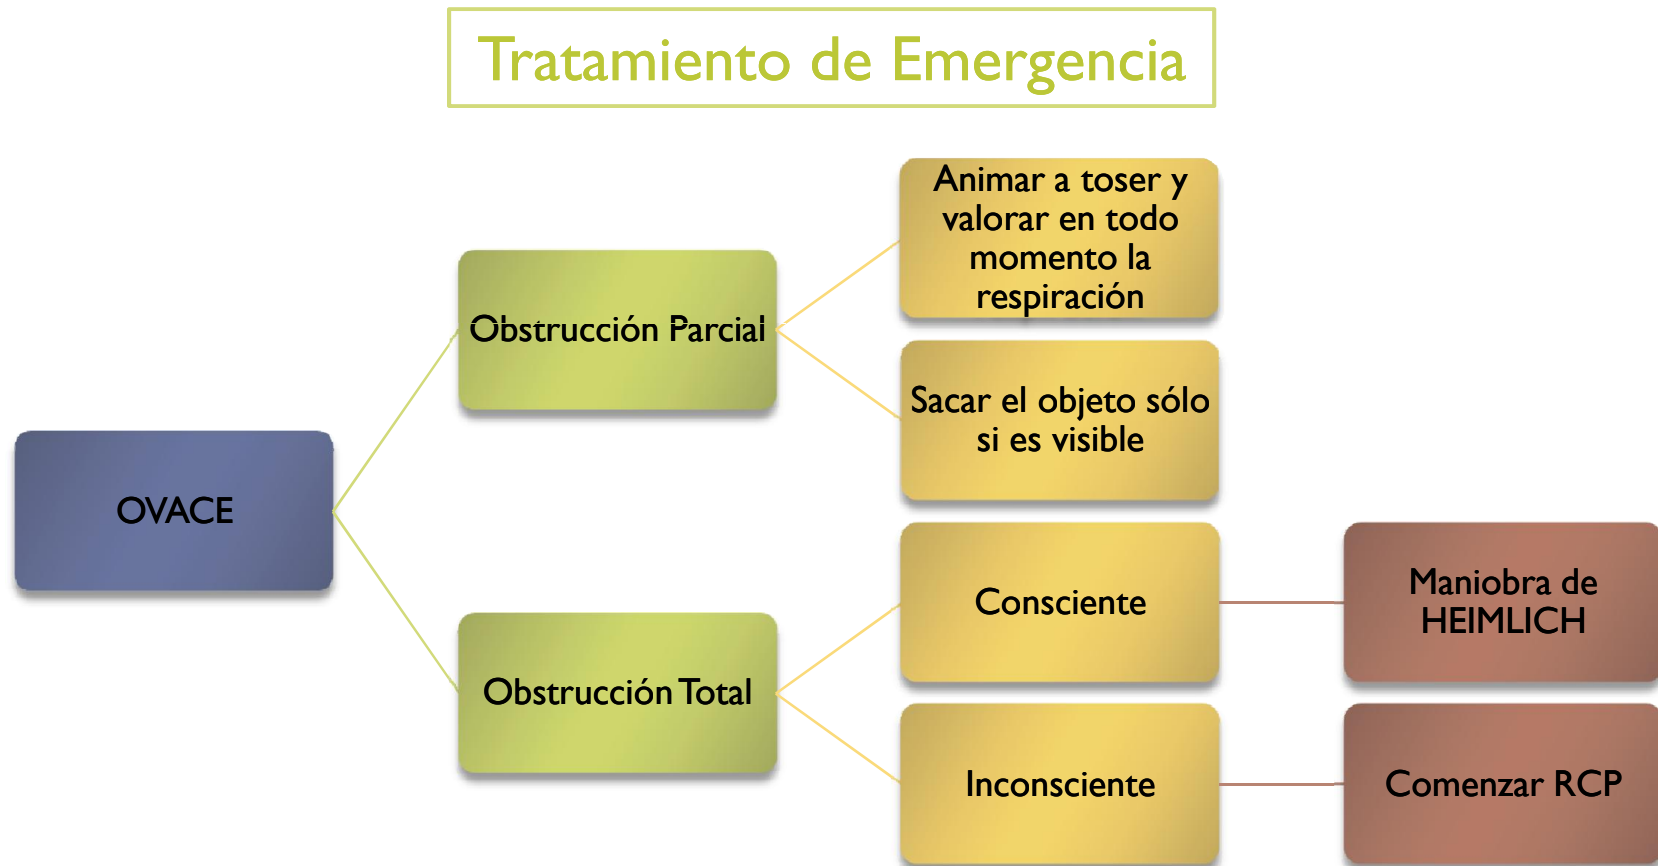 Tratamiento de Emergencia
Animar a toser y
valorar en todo
momento la
respiración
Obstrucción Parcial
Sacar el objeto sólo
si es visible
OVACE
Consciente
Maniobra de
HEIMLICH
Obstrucción Total
Inconsciente
Comenzar RCP